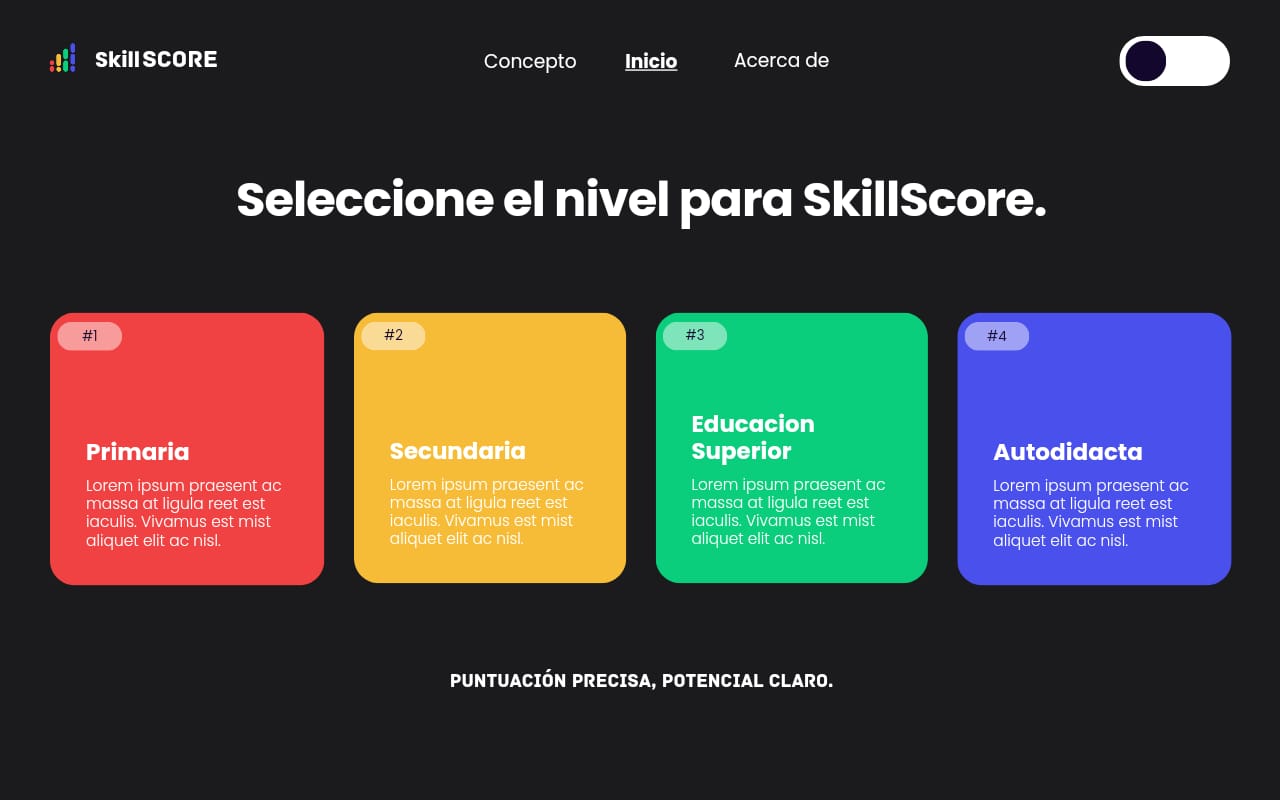 Skill SCORE
Concepto
Inicio
Acerca de
Seleccione el nivel para SkillScore.
#1
Primaria
Lorem ipsum praesent ac
massa at ligula reet est
iaculis. Vivamus est mist
aliquet elit ac nisl.
#2
Secundaria
Lorem ipsum praesent ac
massa at ligula reet est
iaculis. Vivamus est mist
aliquet elit ac nisl.
#3
Educacion
Superior
Lorem ipsum praesent ac
massa at ligula reet est
iaculis. Vivamus est mist
aliquet elit ac nisl.
#4
Autodidacta
Lorem ipsum praesent ac
massa at ligula reet est
iaculis. Vivamus est mist
aliquet elit ac nisl.
PUNTUACIÓN PRECISA, POTENCIAL CLARO.